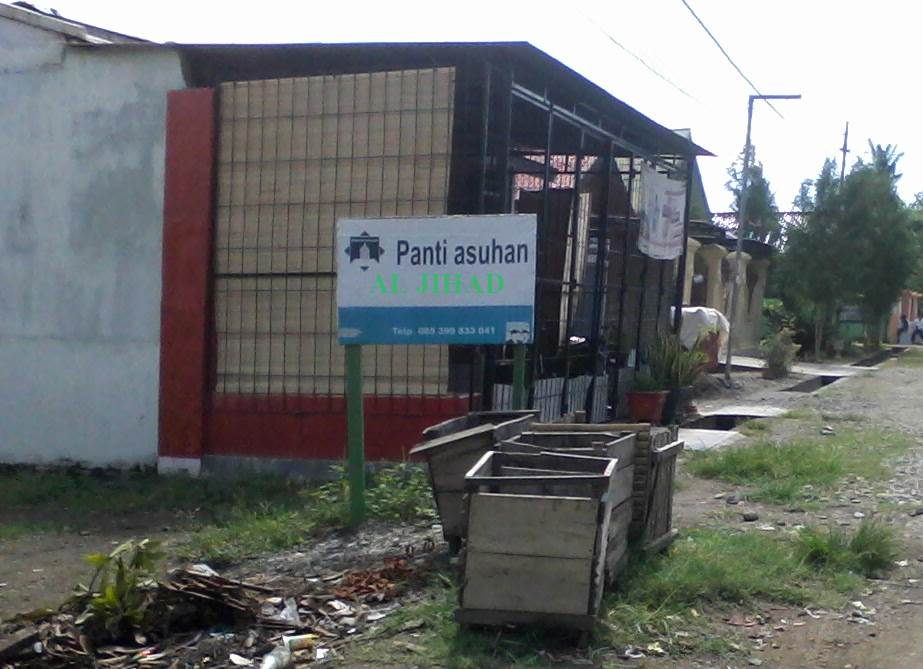 Panti asuhan
AL JIHAD
Telp. 085 399 833 041